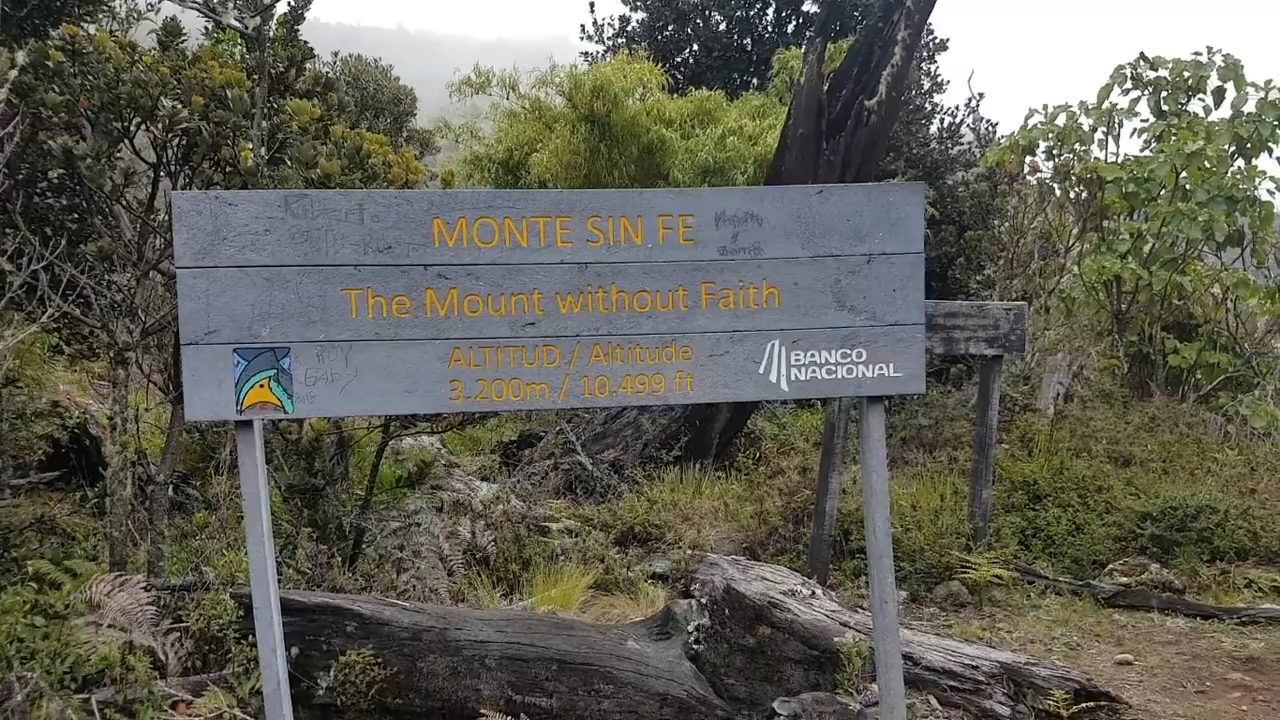 MONTE SIN FE
The Mount without Faith
ALTITUD / Altitude
3.200m / 10.499 ft
BANCO
NACIONAL